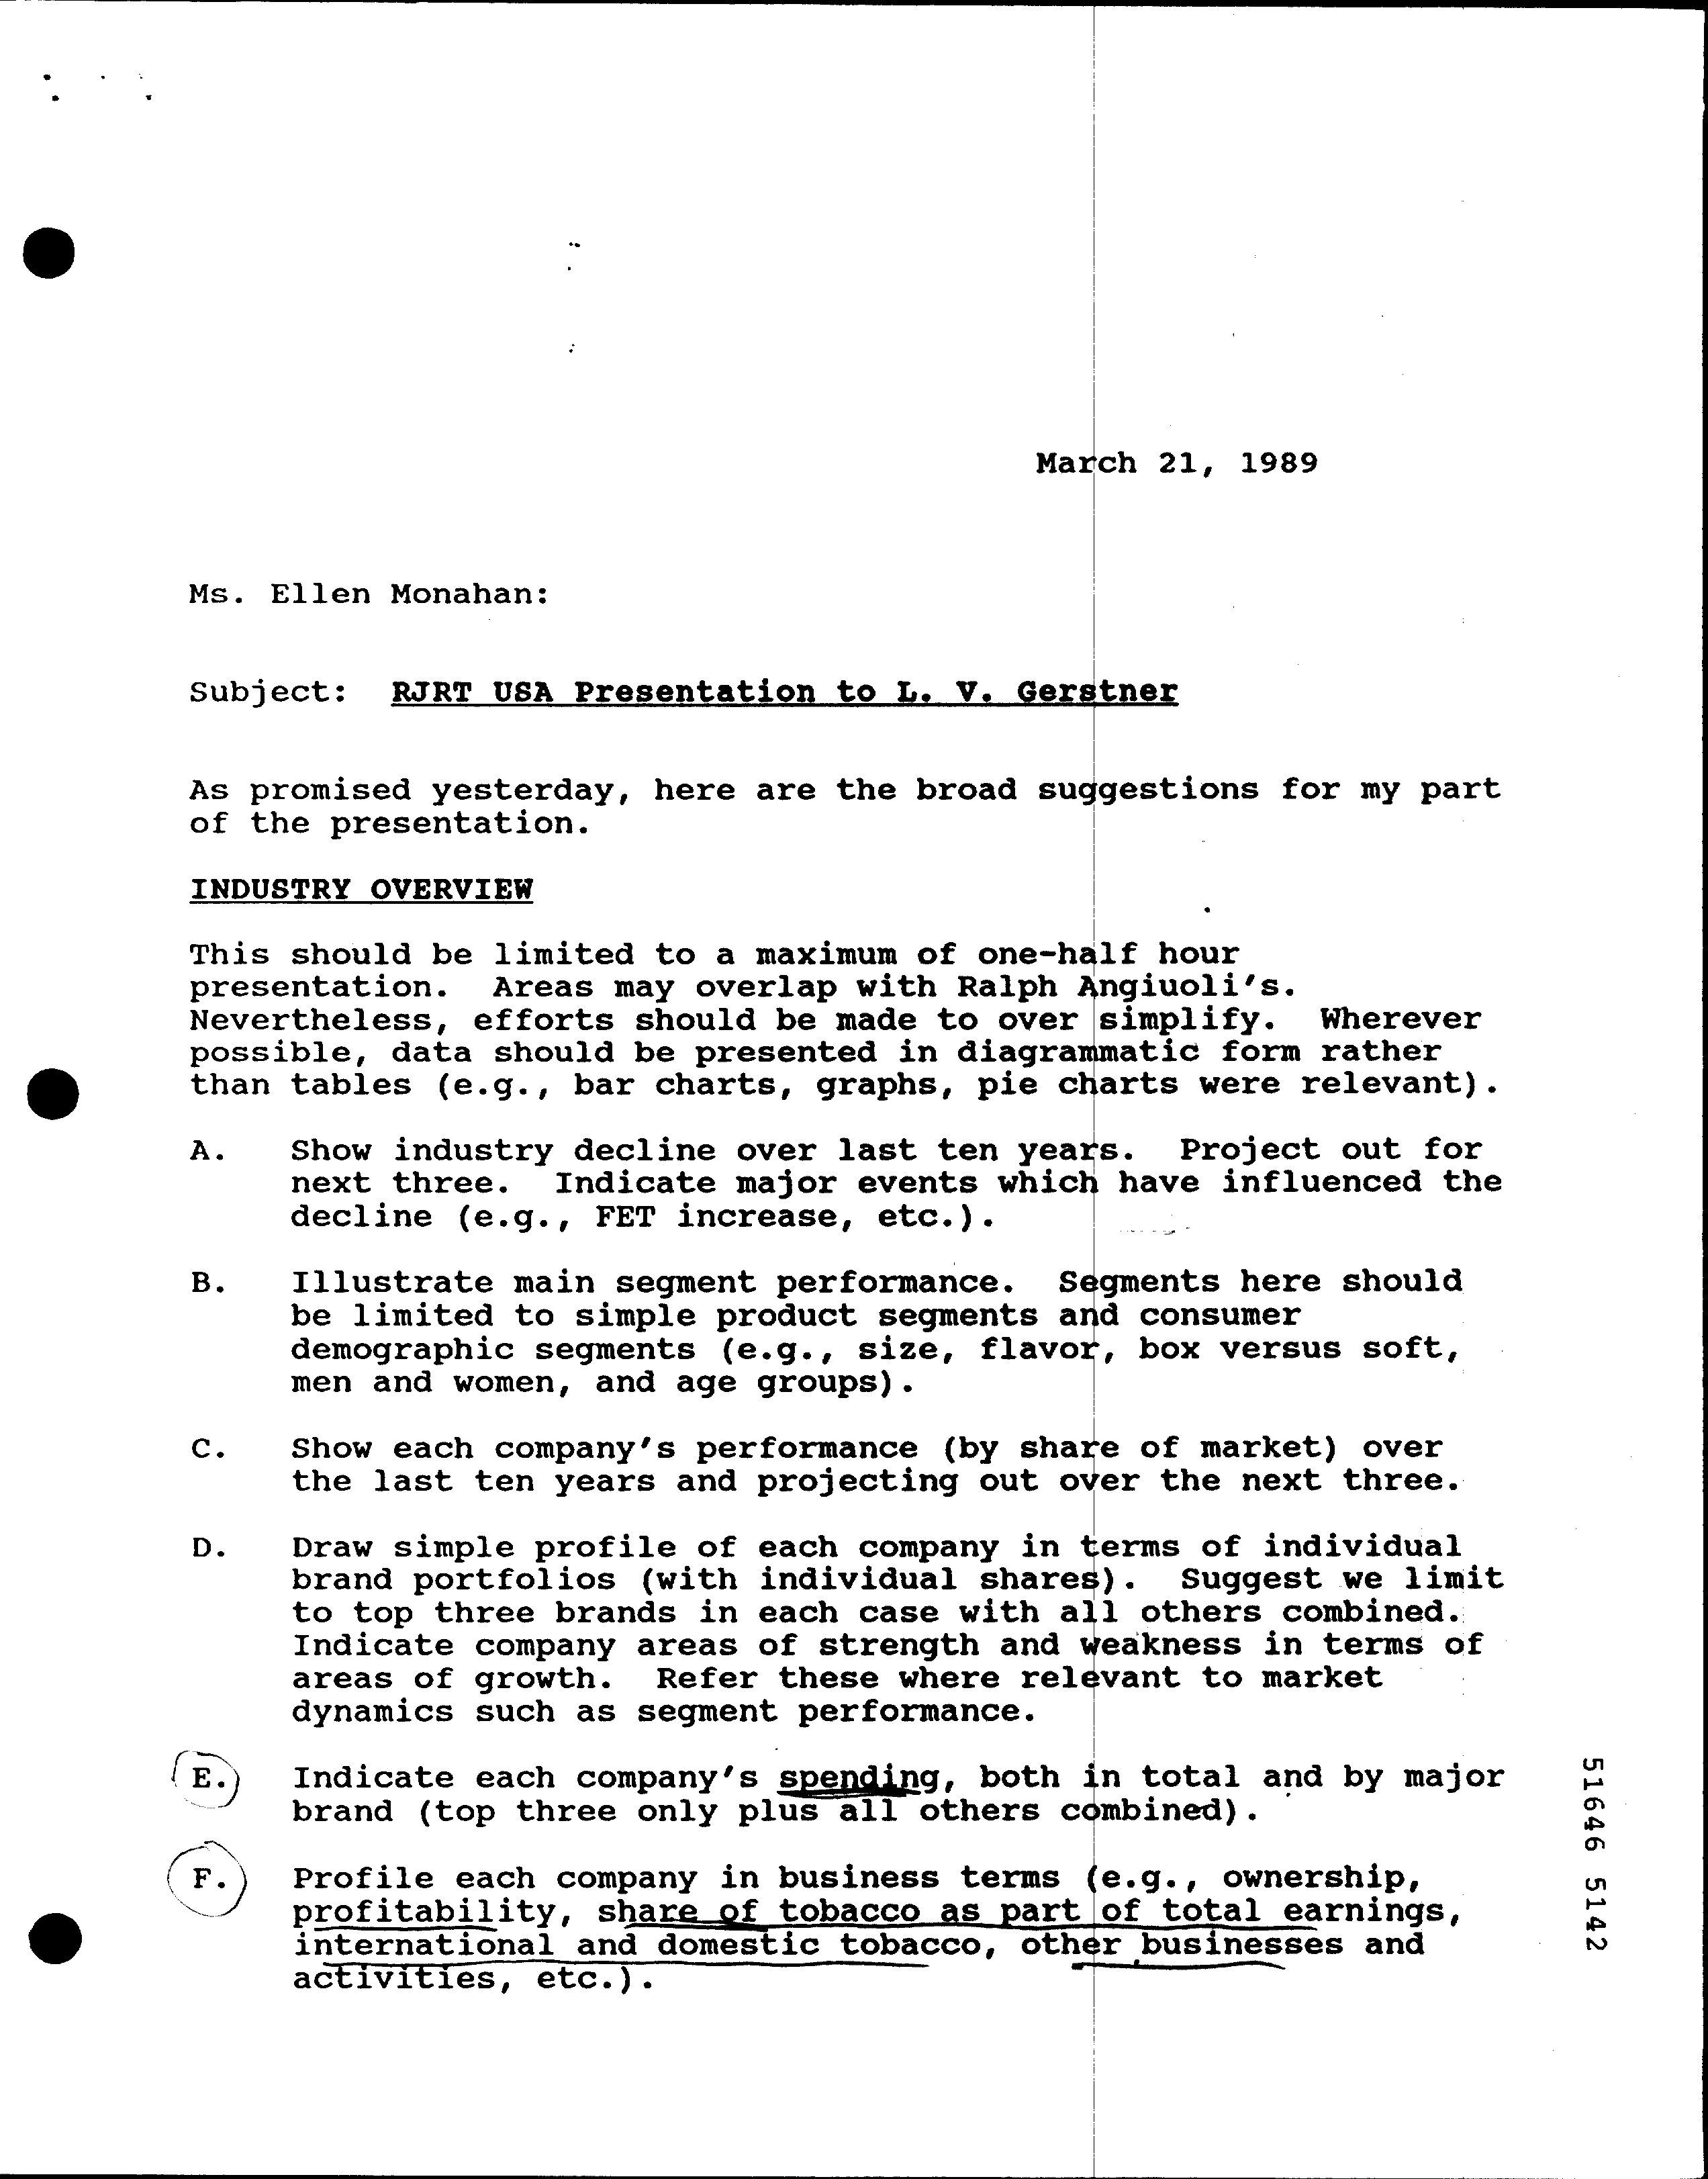 March 21, 1989
Ms. Ellen Monahan:
Subject: RJRT USA Presentation to L. V. Gerstner
As promised yesterday, here are the broad suggestions for my part
of the presentation.
INDUSTRY OVERVIEW
This should be limited to a maximum of one-half hour
presentation. Areas may overlap with Ralph Angiuoli's.
Nevertheless, efforts should be made to over simplify. Wherever
possible, data should be presented in diagrammatic form rather
than tables (e.g., bar charts, graphs, pie charts were relevant).
A. Show industry decline over last ten years. Project out for
next three. Indicate major events which have influenced the
decline (e.g., FET increase, etc.).
B. Illustrate main segment performance. Segments here should
be limited to simple product segments and consumer
demographic segments (e.g., size, flavor, box versus soft,
men and women, and age groups).
C. Show each company's performance (by share of market) over
the last ten years and projecting out over the next three.
D. Draw simple profile of each company in terms of individual
brand portfolios (with individual shares). Suggest we limit
to top three brands in each case with all others combined.
Indicate company areas of strength and weakness in terms of
areas of growth. Refer these where relevant to market
dynamics such as segment performance.
E. Indicate each company's spending, both in total and by major
brand (top three only plus all others combined).
F. Profile each company in business terms (e.g., ownership,
profitability, share of tobacco as part of total earnings,
international and domestic tobacco, other businesses and
activities, etc.).
51646 5142